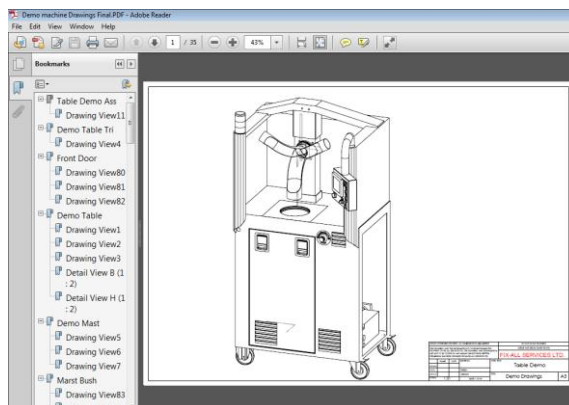 Demo machine Drawings Final.PDF - Adobe Reader
File Edit View Window Help
1 / 35 43%
Bookmarks
Table Demo Ass
Drawing View11
Demo Table Tri
Drawing View4
Front Door
Drawing View80
Drawing View81
Drawing View82
Demo Table
Drawing View1
Drawing View2
Drawing View3
Detail View B (1
: 2)
Detail View H (1
: 2)
Demo Mast
Drawing View5
Drawing View6
Drawing View7
Marst Bush
Drawing View83
FIX-ALL SERVICES LTD.
Table Demo
Demo Drawings A3